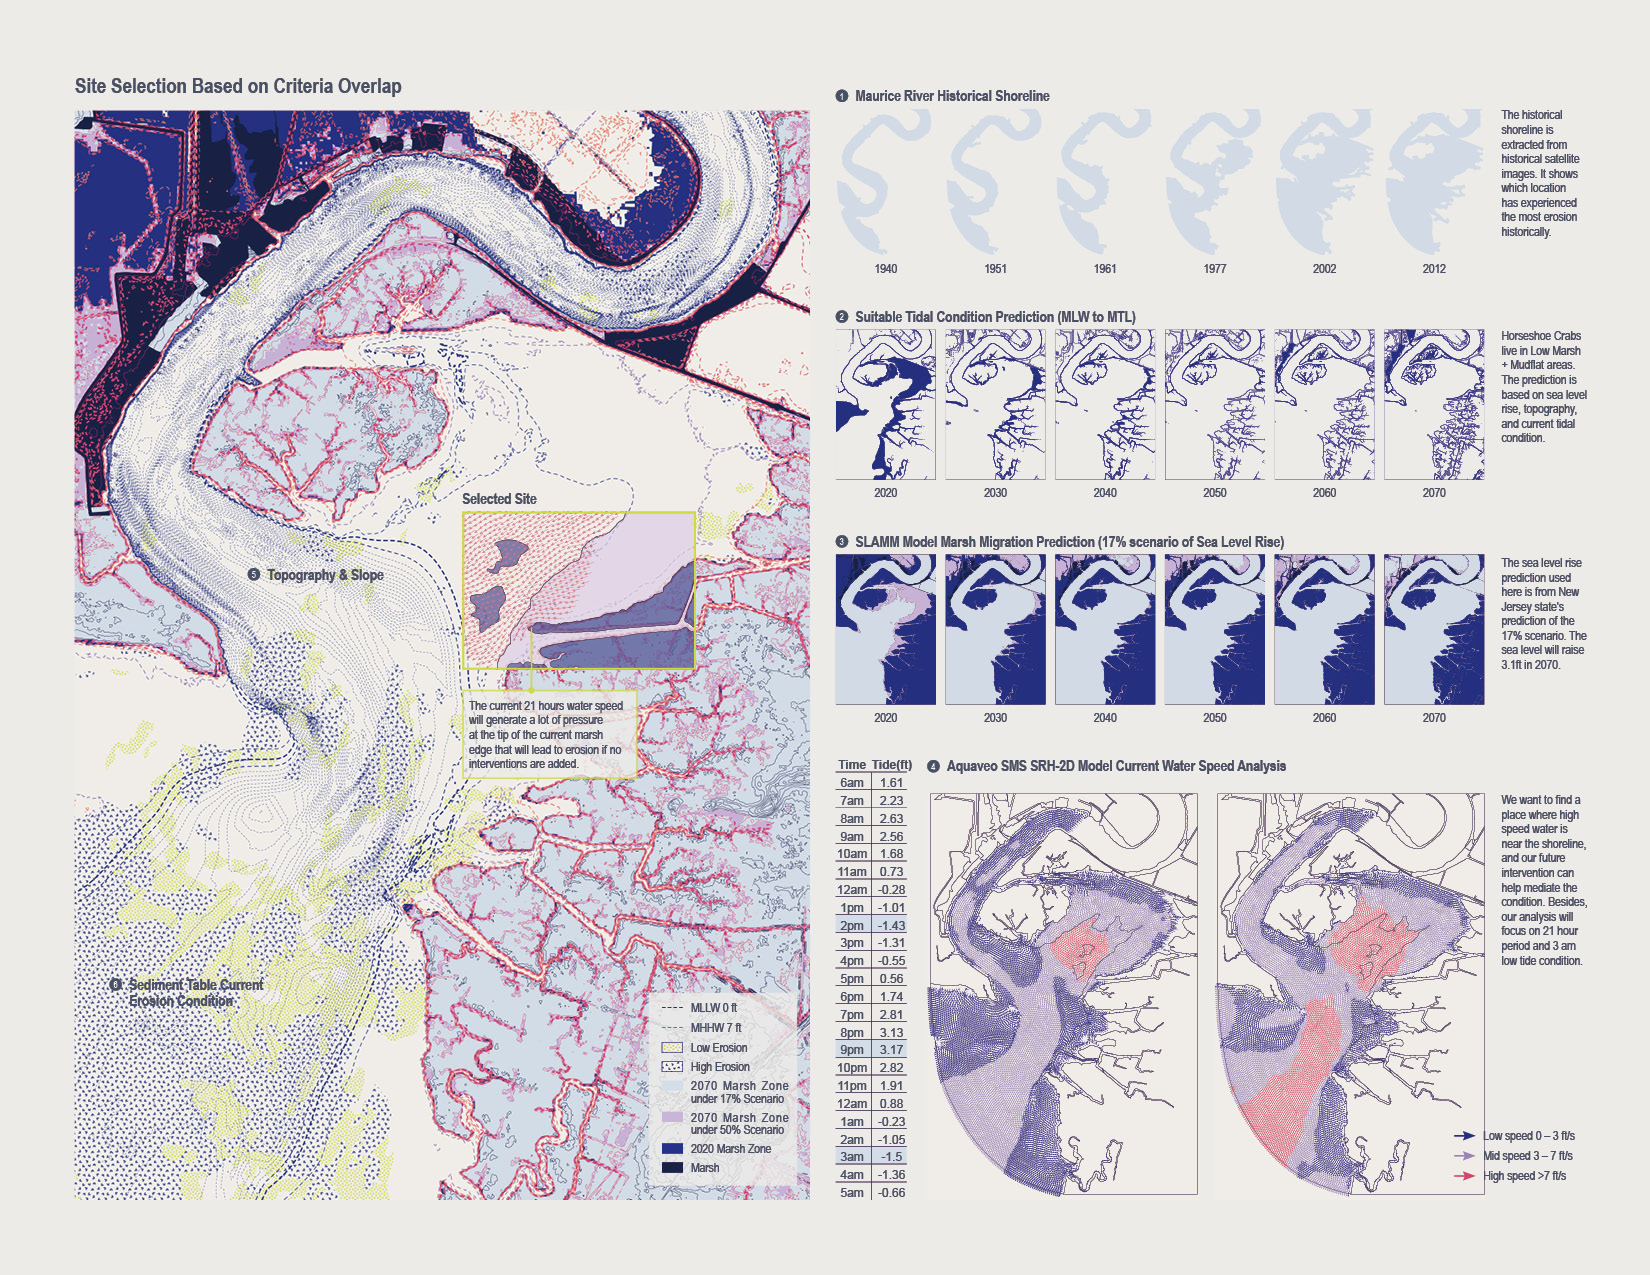 Site Selection Based on Criteria Overlap
Selected Site
5 Topography & Slope
The current 21 hours water speed
will generate a lot of pressure
at the tip of the current marsh
edge that will lead to erosion if no
interventions are added.
Sediment Table Current
Erosion Condition
MLLW 0 ft
MHHW 7 ft
Low Erosion
High Erosion
2070 Marsh Zone
under 17% Scenario
2070 Marsh Zone
under 50% Scenario
2020 Marsh Zone
Marsh
1 Maurice River Historical Shoreline
1940 1951 1961 1977 2002 2012
The historical
shoreline is
extracted from
historical satellite
images. It shows
which location
has experienced
the most erosion
historically.
2 Suitable Tidal Condition Prediction (MLW to MTL)
2020 2030 2040 2050 2060 2070
Horseshoe Crabs
live in Low Marsh
+ Mudflat areas.
The prediction is
based on sea level
rise, topography,
and current tidal
condition.
3 SLAMM Model Marsh Migration Prediction (17% scenario of Sea Level Rise)
2020 2030 2040 2050 2060 2070
The sea level rise
prediction used
here is from New
Jersey state's
prediction of the
17% scenario. The
sea level will raise
3.1ft in 2070.
Time Tide(ft)
6am 1.61
7am 2.23
8am 2.63
9am 2.56
10am 1.68
11am 0.73
12am -0.28
1pm -1.01
2pm -1.43
3pm -1.31
4pm -0.55
5pm 0.56
6pm 1.74
7pm 2.81
8pm 3.13
9pm 3.17
10pm 2.82
11pm 1.91
12am 0.88
1am -0.23
2am -1.05
3am -1.5
4am -1.36
5am -0.66
4 Aquaveo SMS SRH-2D Model Current Water Speed Analysis
We want to find a
place where high
speed water is
near the shoreline,
and our future
intervention can
help mediate the
condition. Besides,
our analysis will
focus on 21 hour
period and 3 am
low tide condition.
Low speed 0 – 3 ft/s
Mid speed 3 – 7 ft/s
High speed >7 ft/s